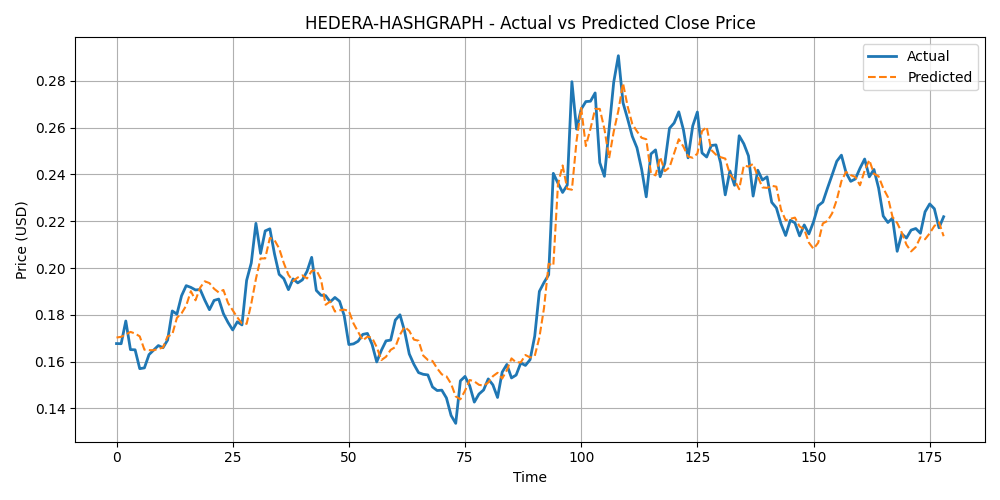 HEDERA-HASHGRAPH - Actual vs Predicted Close Price
Actual
Predicted
Price (USD)
0.28
0.26
0.24
0.22
0.20
0.18
0.16
0.14
0 25 50 75 100 125 150 175
Time